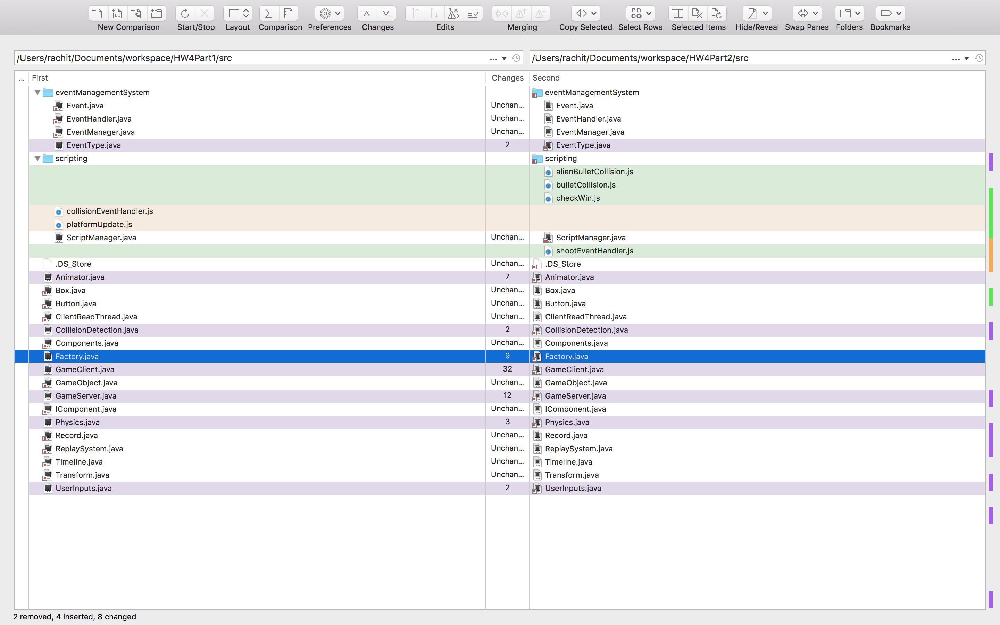 New Comparison Start/Stop Layout Comparison Preferences Changes Edits Merging Copy Selected Select Rows Selected Items Hide/Reveal Swap Panes Folders Bookmarks
/Users/rachit/Documents/workspace/HW4Part1/src ... /Users/rachit/Documents/workspace/HW4Part2/src ...
... First Changes Second
eventManagementSystem eventManagementSystem
Event.java Unchan... Event.java
EventHandler.java Unchan... EventHandler.java
EventManager.java Unchan... EventManager.java
EventType.java 2 EventType.java
scripting scripting
alienBulletCollision.js
bulletCollision.js
checkWin.js
collisionEventHandler.js
platformUpdate.js
ScriptManager.java Unchan... ScriptManager.java
shootEventHandler.js
.DS_Store Unchan... .DS_Store
Animator.java 7 Animator.java
Box.java Unchan... Box.java
Button.java Unchan... Button.java
ClientReadThread.java Unchan... ClientReadThread.java
CollisionDetection.java 2 CollisionDetection.java
Components.java Unchan... Components.java
Factory.java 9 Factory.java
GameClient.java 32 GameClient.java
GameObject.java Unchan... GameObject.java
GameServer.java 12 GameServer.java
IComponent.java Unchan... IComponent.java
Physics.java 3 Physics.java
Record.java Unchan... Record.java
ReplaySystem.java Unchan... ReplaySystem.java
Timeline.java Unchan... Timeline.java
Transform.java Unchan... Transform.java
UserInputs.java 2 UserInputs.java
2 removed, 4 inserted, 8 changed